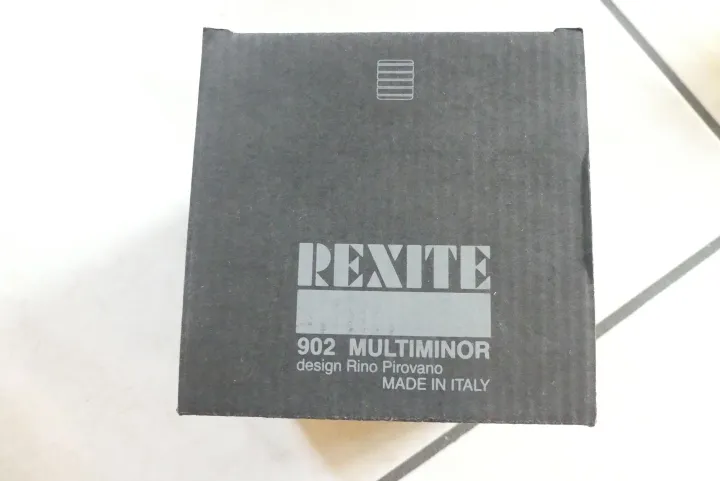 REXITE
902 MULTIMINOR
design Rino Pirovano
MADE IN ITALY